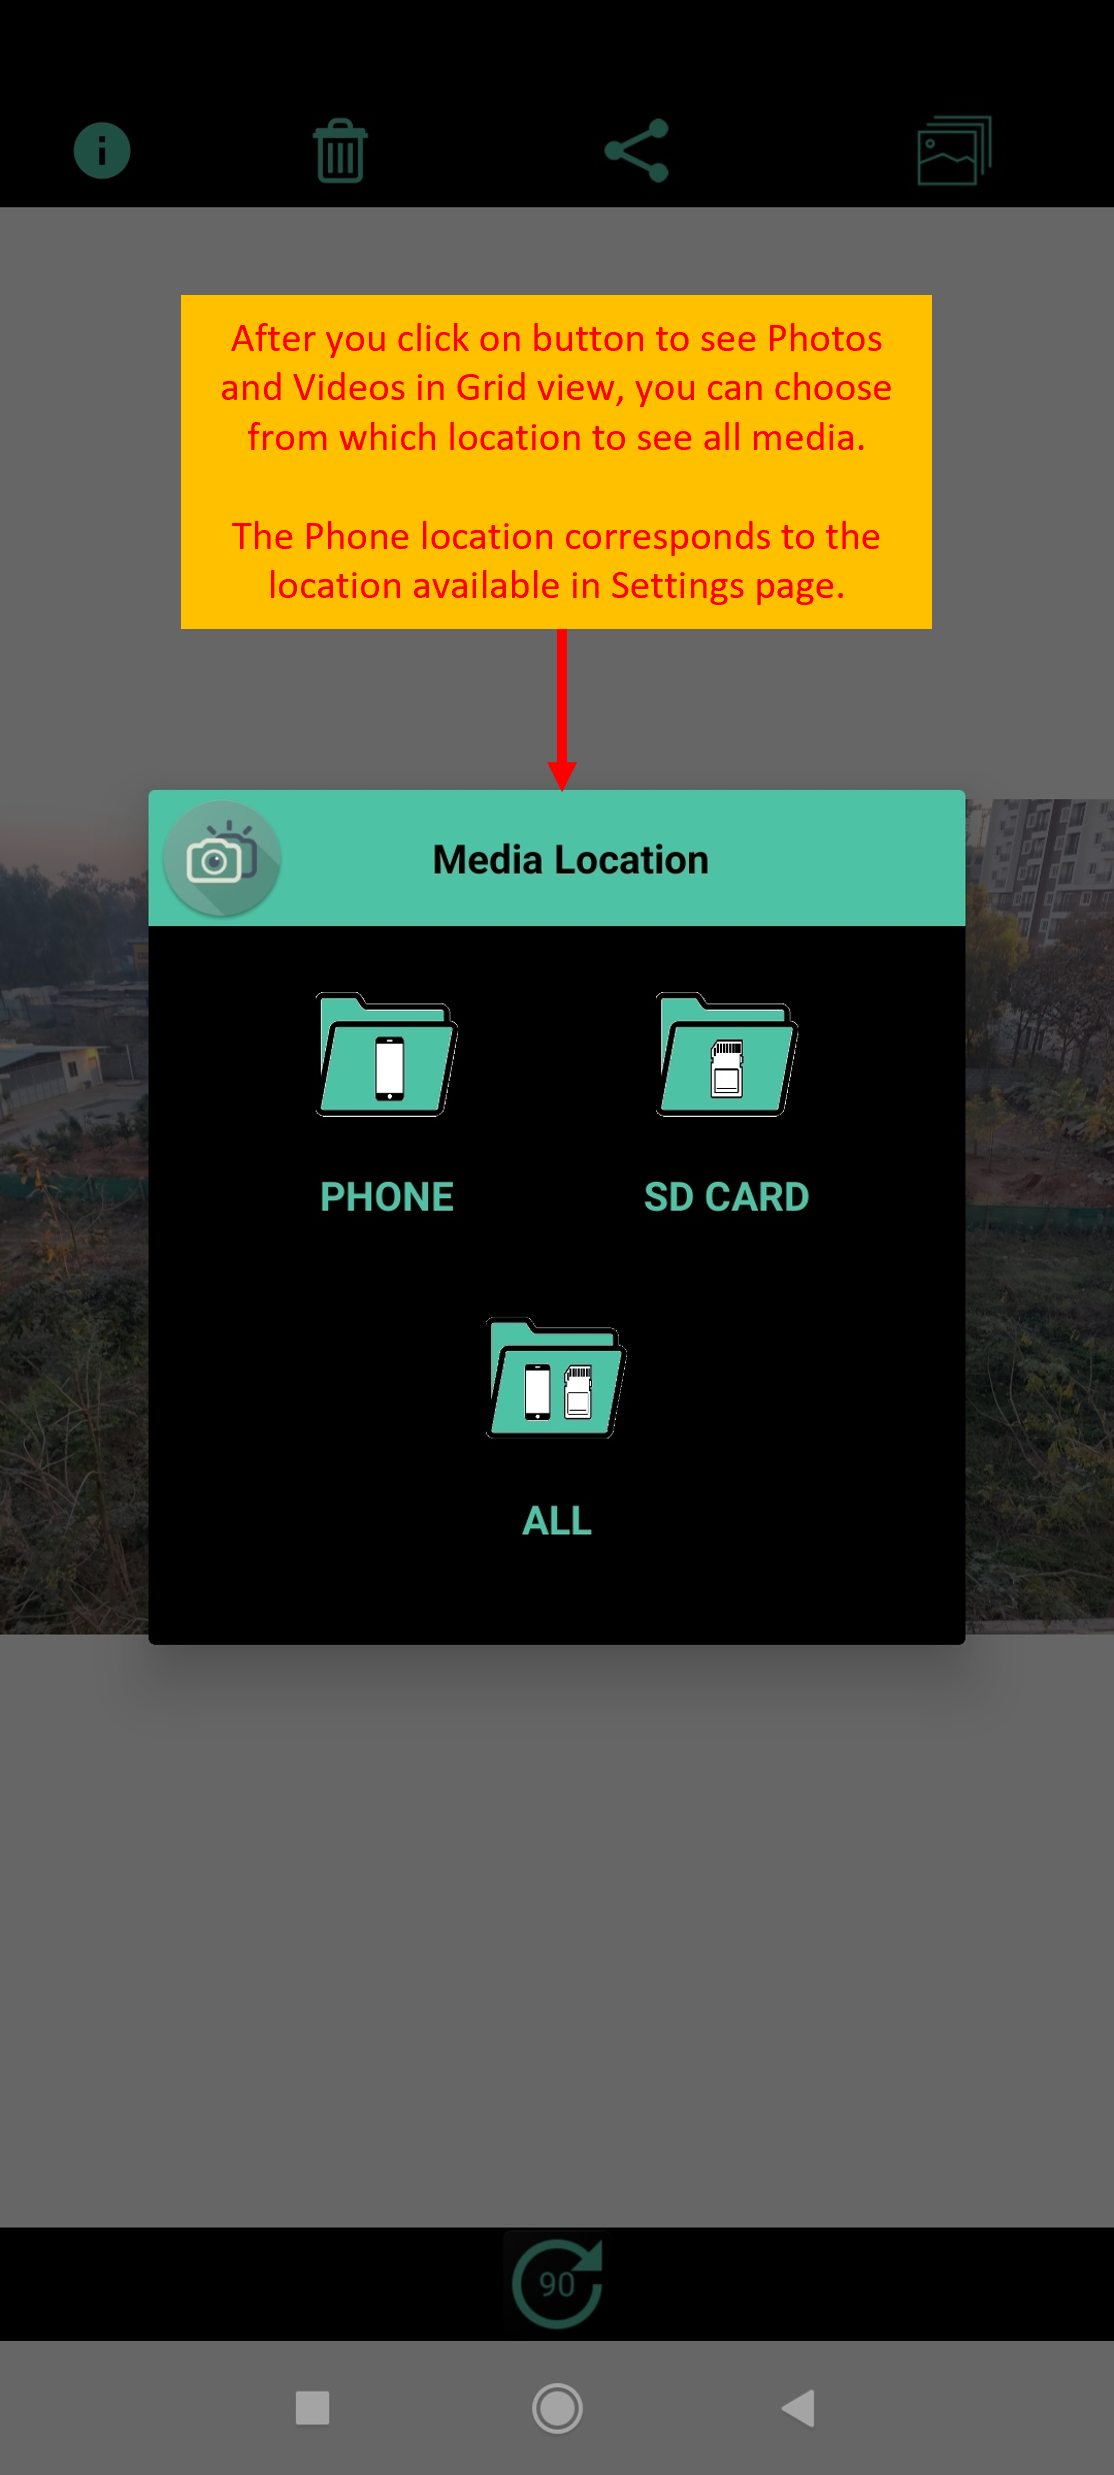 After you click on button to see Photos
and Videos in Grid view, you can choose
from which location to see all media.
The Phone location corresponds to the
location available in Settings page.
Media Location
PHONE
SD CARD
ALL
90